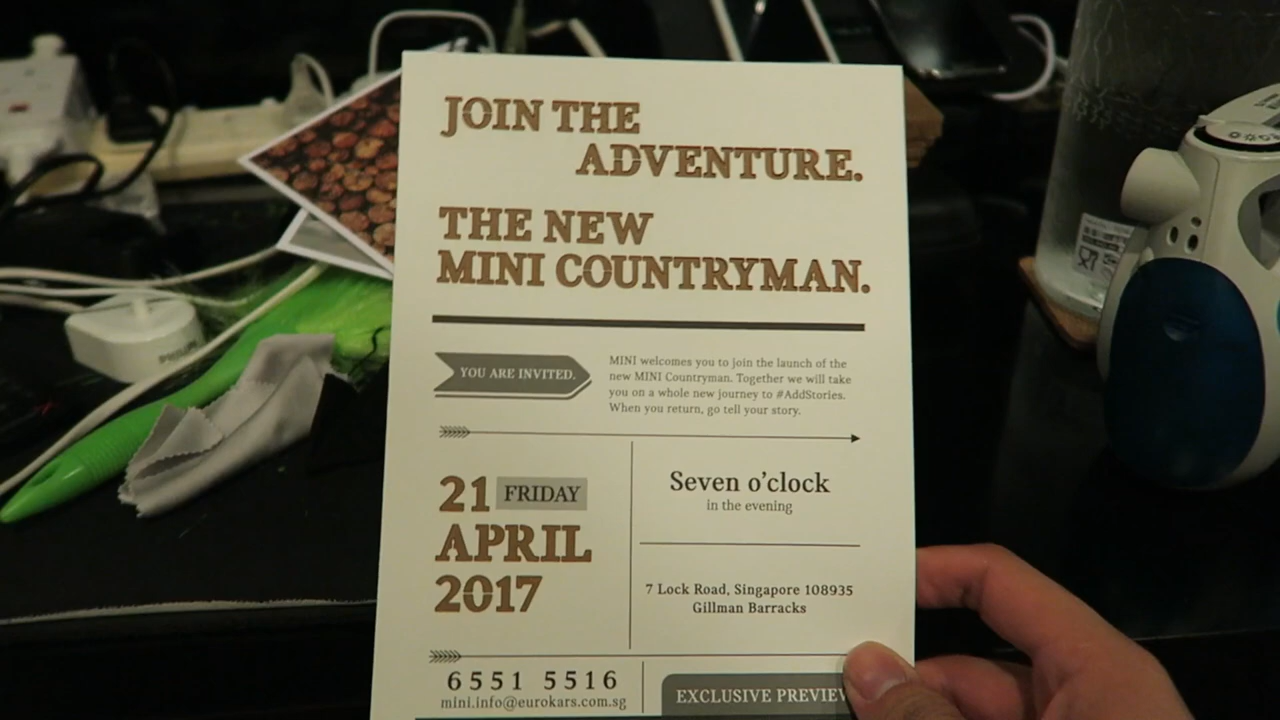 JOIN THE
ADVENTURE.
THE NEW
MINI COUNTRYMAN.
YOU ARE INVITED.
MINI welcomes you to join the launch of the
new MINI Countryman. Together we will take
you on a whole new journey to #AddStories.
When you return, go tell your story.
21 FRIDAY
APRIL
2017
Seven o'clock
in the evening
7 Lock Road, Singapore 108935
Gillman Barracks
6551 5516
mini.info@eurokars.com.sg
EXCLUSIVE PREVIEW
PHILIPS